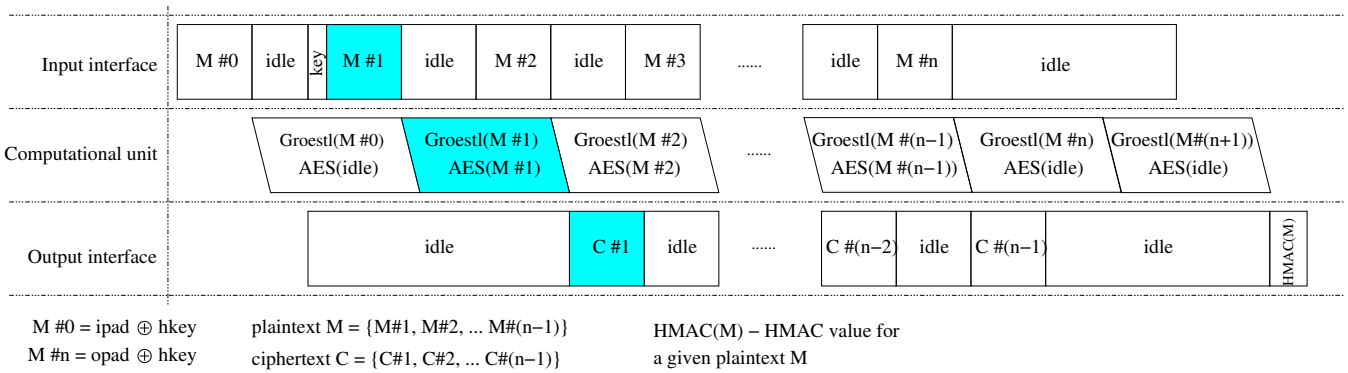 Input interface
M #0
idle
key
M #1
idle
M #2
idle
M #3
......
idle
M #n
idle
Computational unit
Groestl(M #0)
AES(idle)
Groestl(M #1)
AES(M #1)
Groestl(M #2)
AES(M #2)
......
Groestl(M #(n−1)
AES(M #(n−1))
Groestl(M #n)
AES(idle)
Groestl(M#(n+1))
AES(idle)
Output interface
idle
C #1
idle
......
C #(n−2)
idle
C #(n−1)
idle
HMAC(M)
M #0 = ipad ⊕ hkey
M #n = opad ⊕ hkey
plaintext M = {M#1, M#2, ... M#(n−1)}
ciphertext C = {C#1, C#2, ... C#(n−1)}
HMAC(M) − HMAC value for
a given plaintext M